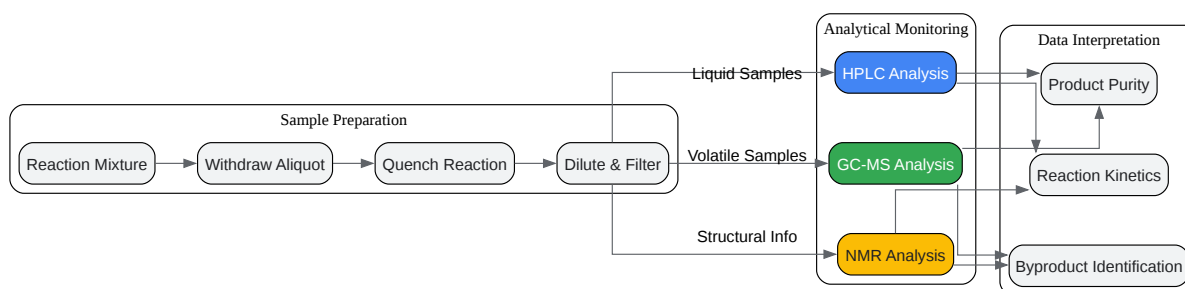 Sample Preparation
Reaction Mixture
Withdraw Aliquot
Quench Reaction
Dilute & Filter
Liquid Samples
Volatile Samples
Structural Info
Analytical Monitoring
HPLC Analysis
GC-MS Analysis
NMR Analysis
Data Interpretation
Product Purity
Reaction Kinetics
Byproduct Identification